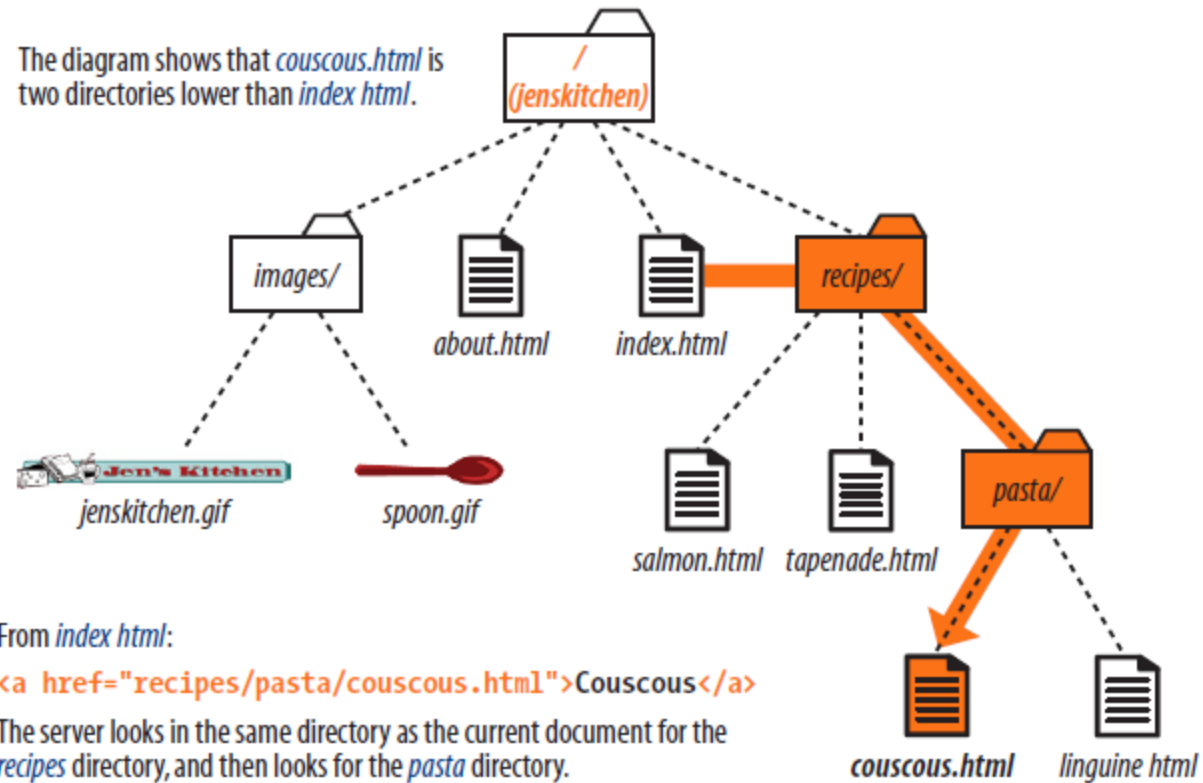 The diagram shows that couscous.html is
two directories lower than index html.
/
(jenskitchen)
images/
about.html
index.html
recipes/
Jen's Kitchen
jenskitchen.gif
spoon.gif
salmon.html
tapenade.html
pasta/
From index html:
<a href="recipes/pasta/couscous.html">Couscous</a>
The server looks in the same directory as the current document for the
recipes directory, and then looks for the pasta directory.
couscous.html
linguine html